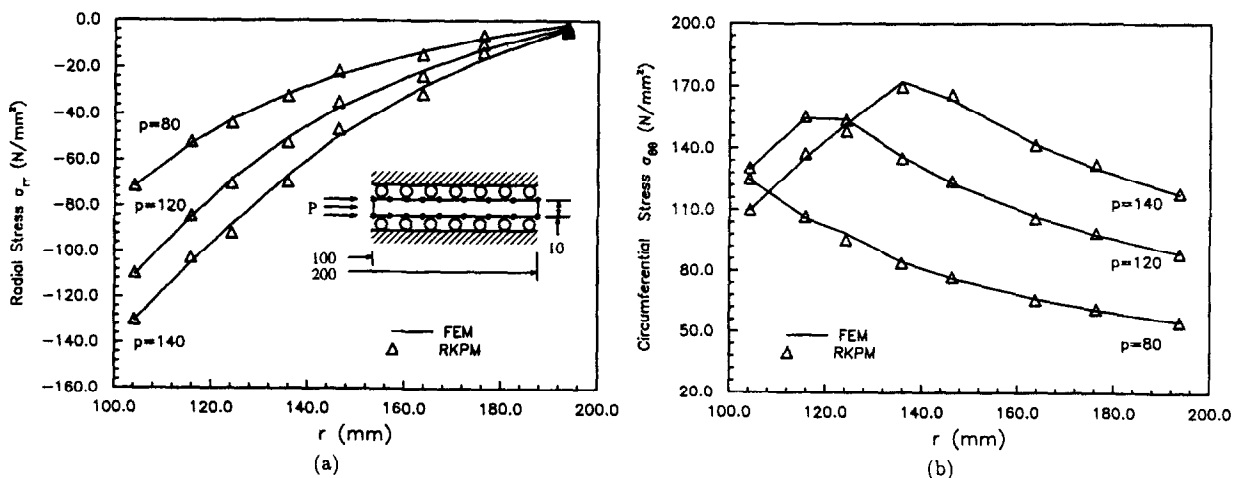 0.0
-20.0
-40.0
-60.0
-80.0
-100.0
-120.0
-140.0
-160.0
Radial Stress σrr (N/mm²)
p=80
p=120
p=140
P
100
200
10
FEM
RKPM
100.0 120.0 140.0 160.0 180.0 200.0
r (mm)
(a)
200.0
170.0
140.0
110.0
80.0
50.0
20.0
Circumferential Stress σθθ (N/mm²)
p=140
p=120
p=80
FEM
RKPM
100.0 120.0 140.0 160.0 180.0 200.0
r (mm)
(b)